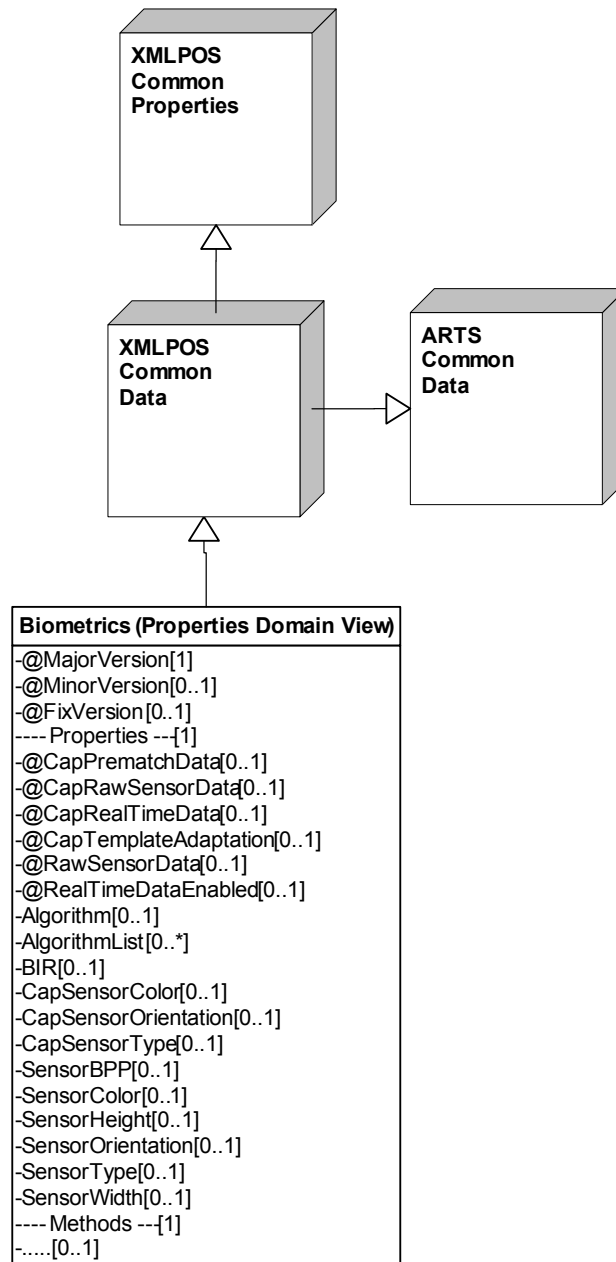 XMLPOS
Common
Properties
XMLPOS
Common
Data
ARTS
Common
Data
Biometrics (Properties Domain View)
-@MajorVersion[1]
-@MinorVersion[0..1]
-@FixVersion[0..1]
---- Properties ---[1]
-@CapPrematchData[0..1]
-@CapRawSensorData[0..1]
-@CapRealTimeData[0..1]
-@CapTemplateAdaptation[0..1]
-@RawSensorData[0..1]
-@RealTimeDataEnabled[0..1]
-Algorithm[0..1]
-AlgorithmList[0..*]
-BIR[0..1]
-CapSensorColor[0..1]
-CapSensorOrientation[0..1]
-CapSensorType[0..1]
-SensorBPP[0..1]
-SensorColor[0..1]
-SensorHeight[0..1]
-SensorOrientation[0..1]
-SensorType[0..1]
-SensorWidth[0..1]
---- Methods ---[1]
-.....[0..1]